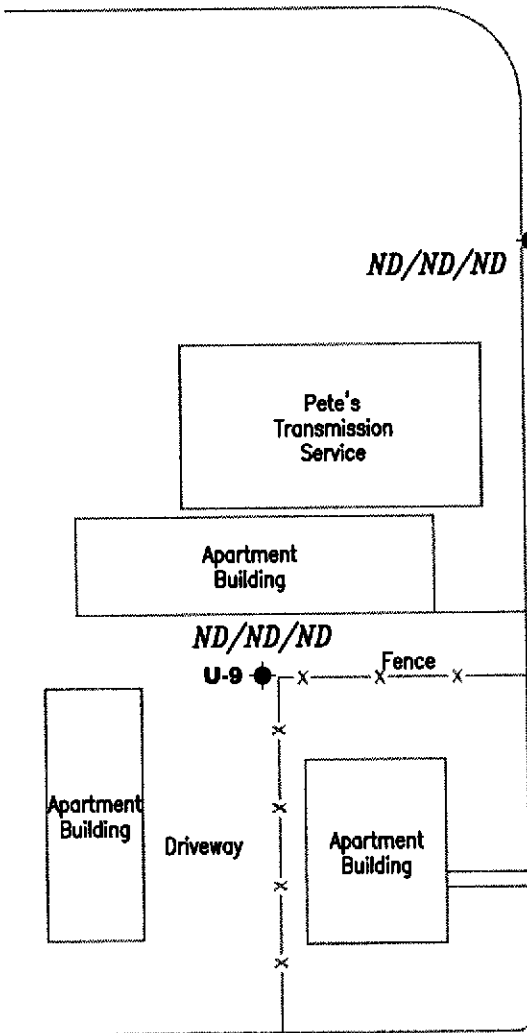 ND/ND/ND
Pete's
Transmission
Service
Apartment
Building
ND/ND/ND
U-9
x x Fence x
x
x
x
x
Apartment
Building
Driveway
Apartment
Building